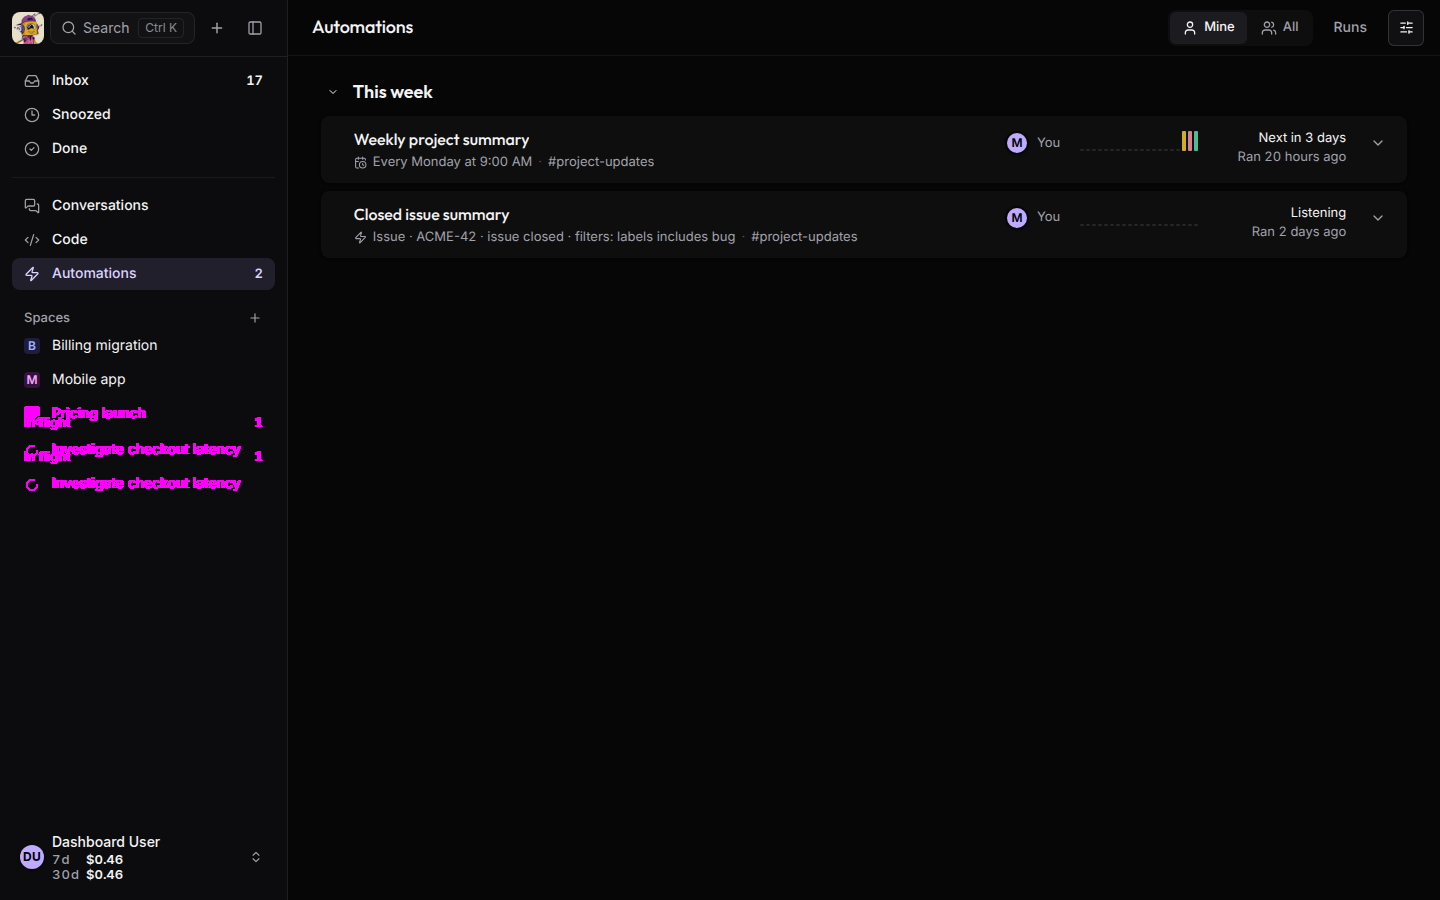 Search Ctrl K
Automations
Mine
All
Runs
Inbox 17
Snoozed
Done
Conversations
Code
Automations 2
Spaces
B Billing migration
M Mobile app
Pricing launch
In flight 1
Investigate checkout latency
In flight 1
Investigate checkout latency
This week
Weekly project summary
Every Monday at 9:00 AM · #project-updates
M You
Next in 3 days
Ran 20 hours ago
Closed issue summary
Issue · ACME-42 · issue closed · filters: labels includes bug · #project-updates
M You
Listening
Ran 2 days ago
DU Dashboard User
7d $0.46
30d $0.46